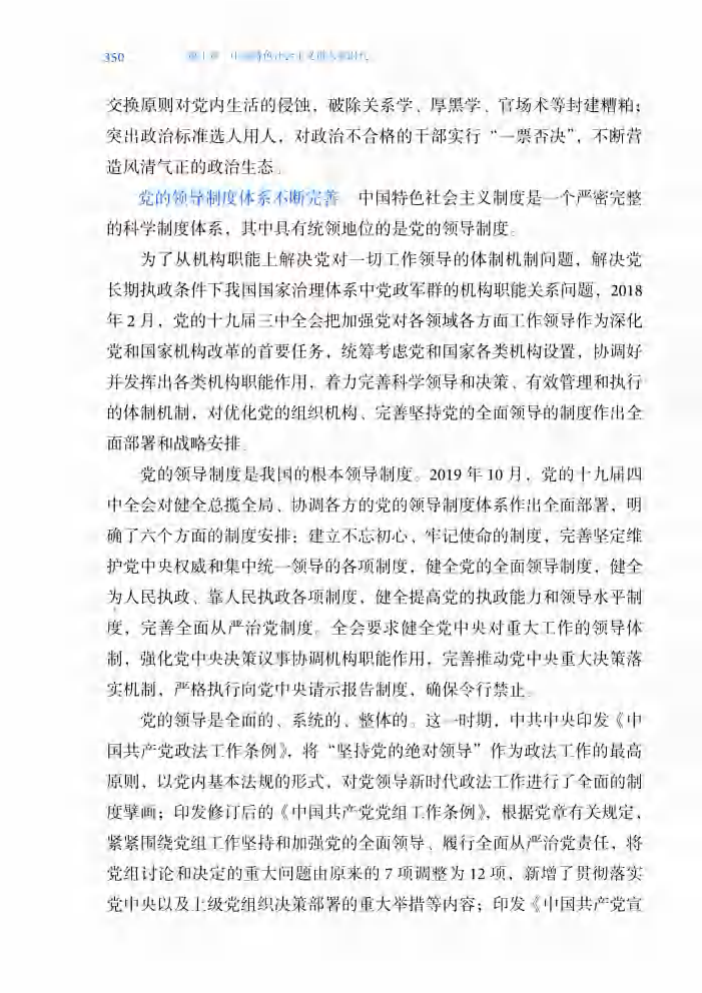 350 中国特色社会主义进入新时代
交换原则对党内生活的侵蚀，破除关系学、厚黑学、官场术等封建糟粕；
突出政治标准选人用人，对政治不合格的干部实行“一票否决”，不断营
造风清气正的政治生态。
党的领导制度体系不断完善 中国特色社会主义制度是一个严密完整
的科学制度体系，其中具有统领地位的是党的领导制度。
为了从机构职能上解决党对一切工作领导的体制机制问题，解决党
长期执政条件下我国国家治理体系中党政军群的机构职能关系问题，2018
年2月，党的十九届三中全会把加强党对各领域各方面工作领导作为深化
党和国家机构改革的首要任务，统筹考虑党和国家各类机构设置，协调好
并发挥出各类机构职能作用，着力完善科学领导和决策、有效管理和执行
的体制机制，对优化党的组织机构、完善坚持党的全面领导的制度作出全
面部署和战略安排。
党的领导制度是我国的根本领导制度。2019年10月，党的十九届四
中全会对健全总揽全局、协调各方的党的领导制度体系作出全面部署，明
确了六个方面的制度安排：建立不忘初心、牢记使命的制度，完善坚定维
护党中央权威和集中统一领导的各项制度，健全党的全面领导制度，健全
为人民执政、靠人民执政各项制度，健全提高党的执政能力和领导水平制
度，完善全面从严治党制度。全会要求健全党中央对重大工作的领导体
制，强化党中央决策议事协调机构职能作用，完善推动党中央重大决策落
实机制，严格执行向党中央请示报告制度，确保令行禁止。
党的领导是全面的、系统的、整体的。这一时期，中共中央印发《中
国共产党政法工作条例》，将“坚持党的绝对领导”作为政法工作的最高
原则，以党内基本法规的形式，对党领导新时代政法工作进行了全面的制
度擘画；印发修订后的《中国共产党党组工作条例》，根据党章有关规定，
紧紧围绕党组工作坚持和加强党的全面领导、履行全面从严治党责任，将
党组讨论和决定的重大问题由原来的7项调整为12项，新增了贯彻落实
党中央以及上级党组织决策部署的重大举措等内容；印发《中国共产党宣